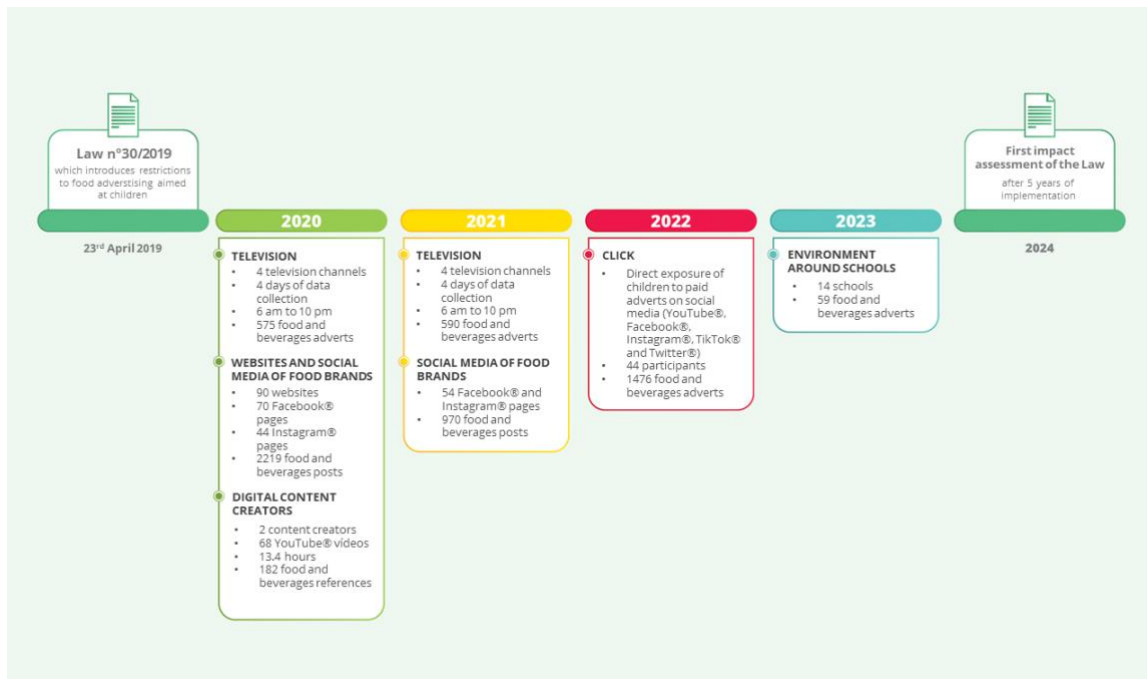 Law nº30/2019
which introduces restrictions
to food adverstising aimed
at children
23rd April 2019
2020
TELEVISION
• 4 television channels
• 4 days of data
collection
• 6 am to 10 pm
• 575 food and
beverages adverts
WEBSITES AND SOCIAL
MEDIA OF FOOD BRANDS
• 90 websites
• 70 Facebook®
pages
• 44 Instagram®
pages
• 2219 food and
beverages posts
DIGITAL CONTENT
CREATORS
• 2 content creators
• 68 YouTube® vídeos
• 13.4 hours
• 182 food and
beverages references
2021
TELEVISION
• 4 television channels
• 4 days of data
collection
• 6 am to 10 pm
• 590 food and
beverages adverts
SOCIAL MEDIA OF FOOD
BRANDS
• 54 Facebook® and
Instagram® pages
• 970 food and
beverages posts
2022
CLICK
• Direct exposure of
children to paid
adverts on social
media (YouTube®,
Facebook®,
Instagram®, TikTok®
and Twitter®)
• 44 participants
• 1476 food and
beverages adverts
2023
ENVIRONMENT
AROUND SCHOOLS
• 14 schools
• 59 food and
beverages adverts
First impact
assessment of the Law
after 5 years of
implementation
2024